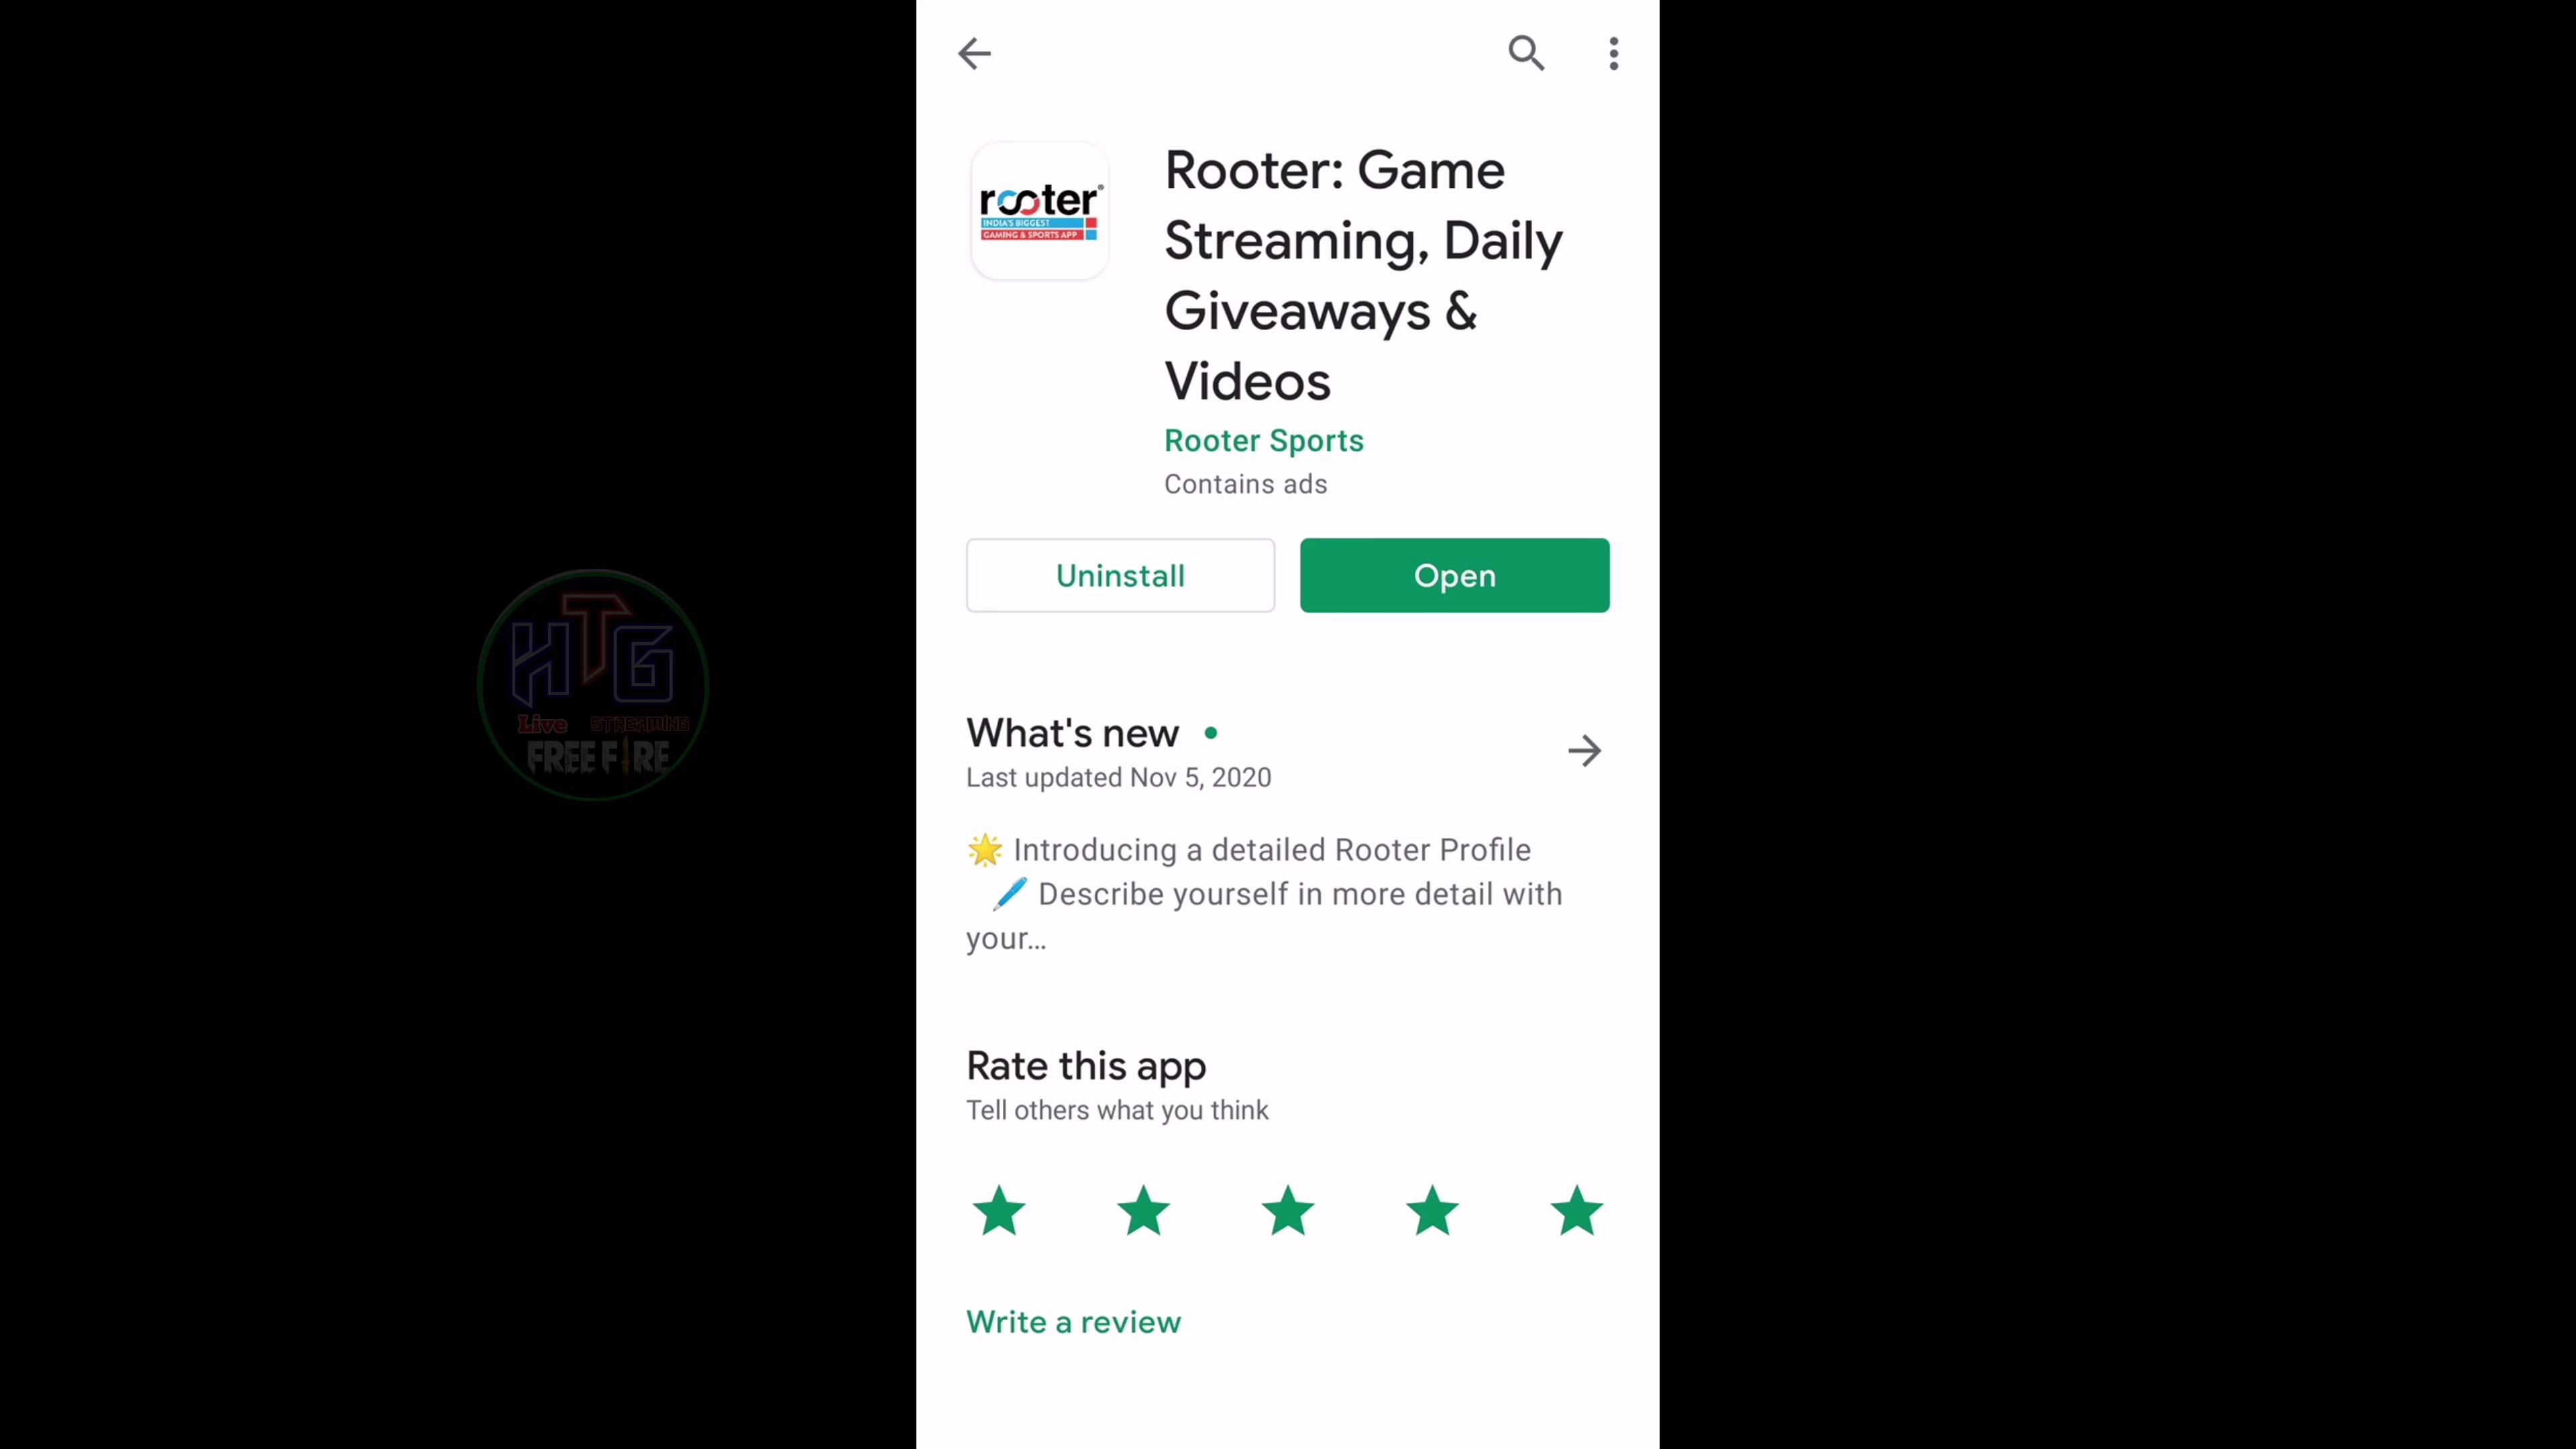 rooter
INDIA'S BIGGEST
GAMING & SPORTS APP
Rooter: Game
Streaming, Daily
Giveaways &
Videos
Rooter Sports
Contains ads
Uninstall
Open
HTG
Live STREAMING
FREE FIRE
What's new
Last updated Nov 5, 2020
🌟 Introducing a detailed Rooter Profile
🖊️ Describe yourself in more detail with
your...
Rate this app
Tell others what you think
Write a review